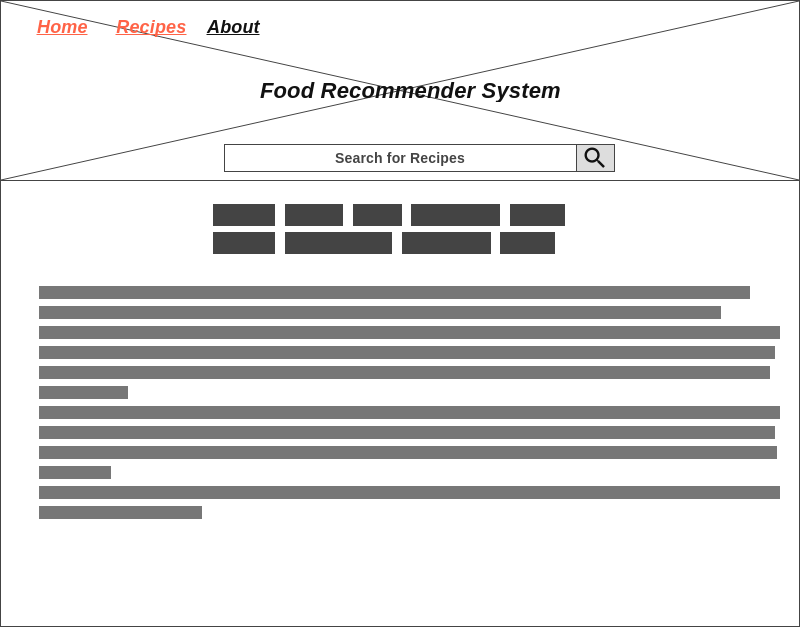 Home Recipes About
Food Recommender System
Search for Recipes